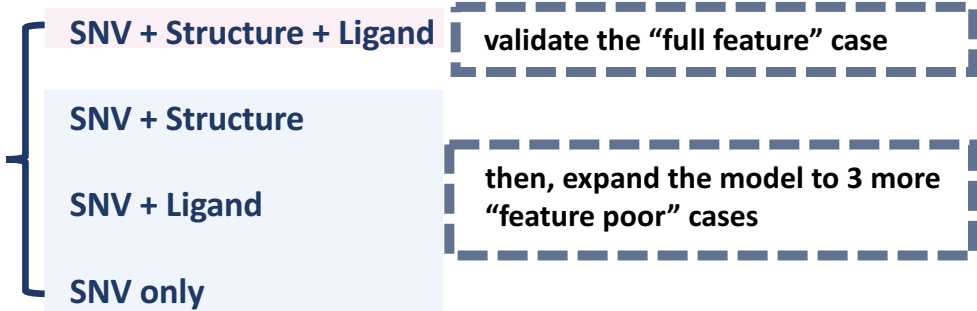 SNV + Structure + Ligand
validate the “full feature” case
SNV + Structure
SNV + Ligand
then, expand the model to 3 more
“feature poor” cases
SNV only